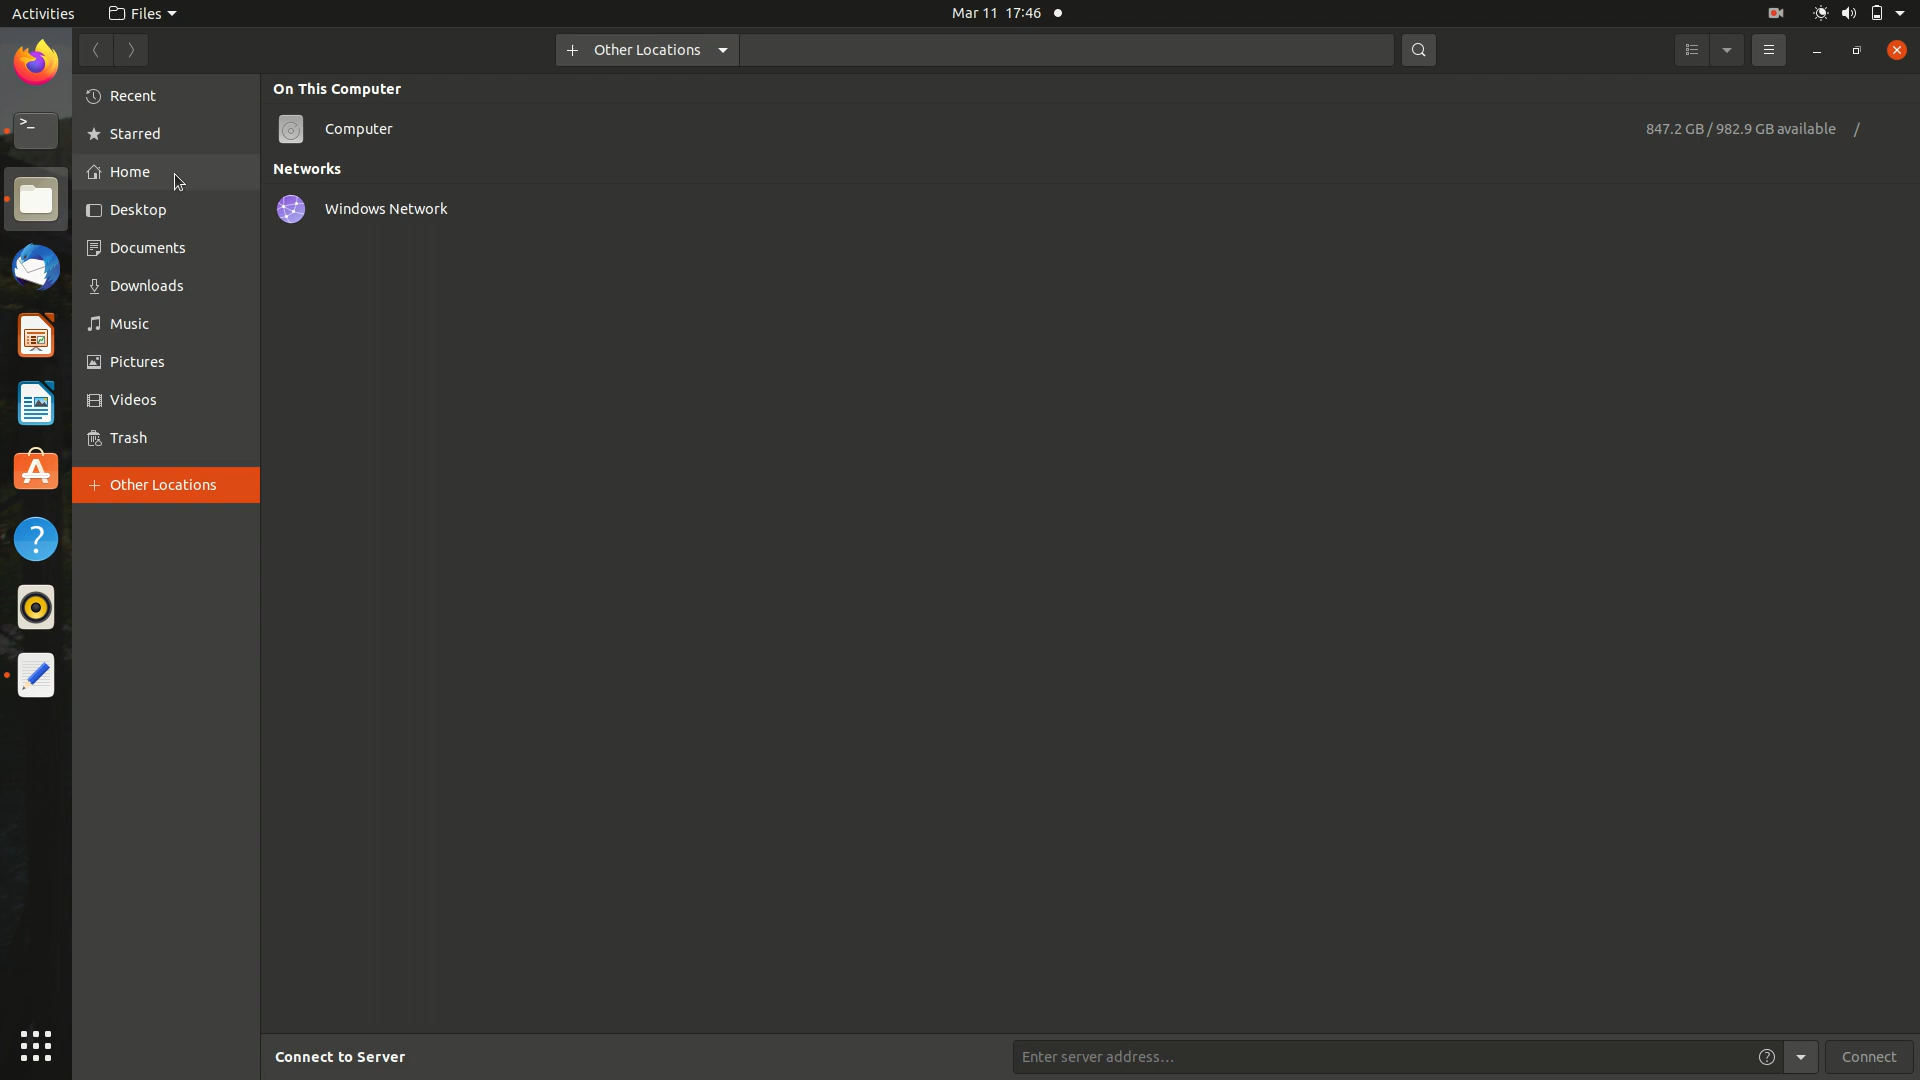 Activities Files Mar 11 17:46
+ Other Locations
Recent
Starred
Home
Desktop
Documents
Downloads
Music
Pictures
Videos
Trash
+ Other Locations
On This Computer
Computer 847.2 GB / 982.9 GB available /
Networks
Windows Network
Connect to Server Enter server address... Connect